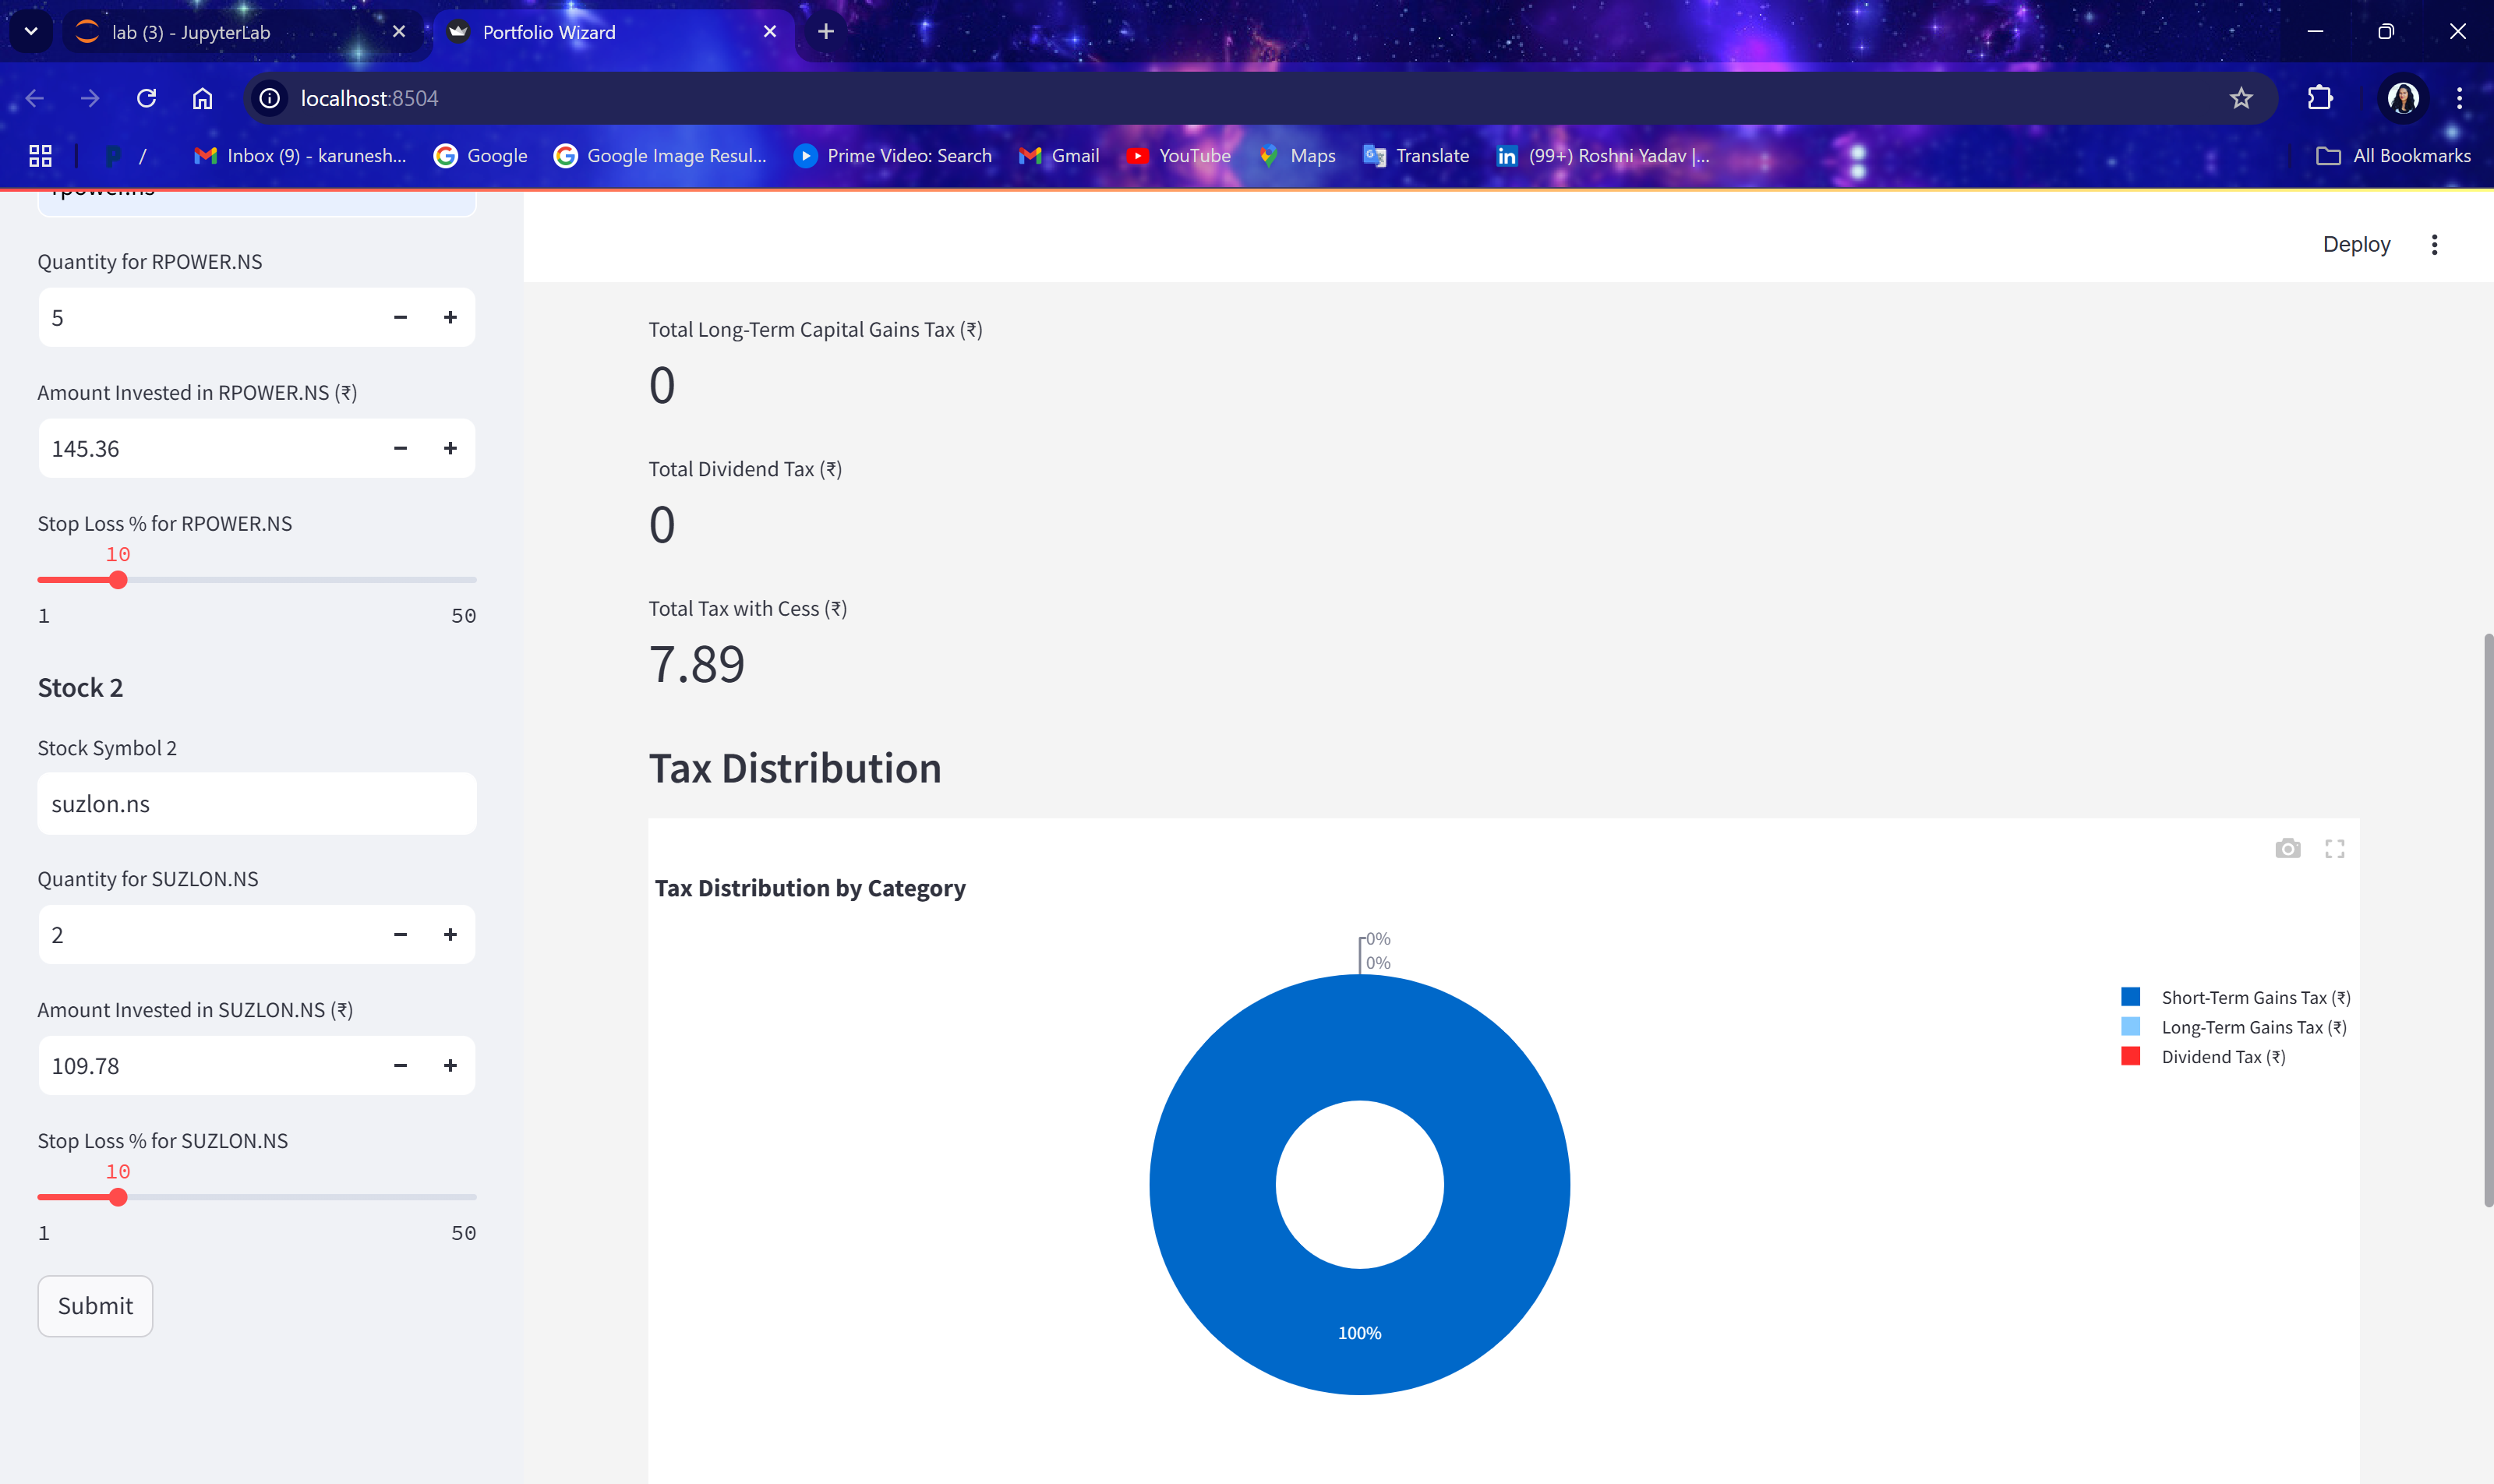 lab (3) - JupyterLab
Portfolio Wizard
localhost:8504
/
Inbox (9) - karunesh...
Google
Google Image Resul...
Prime Video: Search
Gmail
YouTube
Maps
Translate
(99+) Roshni Yadav |...
All Bookmarks
rpower.ns
Quantity for RPOWER.NS
5
Amount Invested in RPOWER.NS (₹)
145.36
Stop Loss % for RPOWER.NS
10
1
50
Stock 2
Stock Symbol 2
suzlon.ns
Quantity for SUZLON.NS
2
Amount Invested in SUZLON.NS (₹)
109.78
Stop Loss % for SUZLON.NS
10
1
50
Submit
Deploy
Total Long-Term Capital Gains Tax (₹)
0
Total Dividend Tax (₹)
0
Total Tax with Cess (₹)
7.89
Tax Distribution
Tax Distribution by Category
0%
0%
100%
Short-Term Gains Tax (₹)
Long-Term Gains Tax (₹)
Dividend Tax (₹)